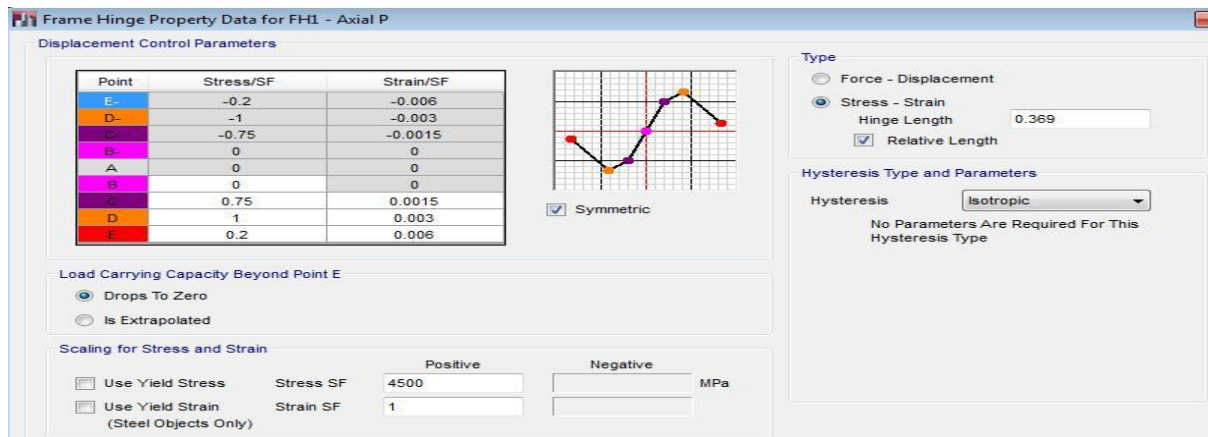 Frame Hinge Property Data for FH1 - Axial P
Displacement Control Parameters
Point Stress/SF Strain/SF
E- -0.2 -0.006
D- -1 -0.003
C- -0.75 -0.0015
B- 0 0
A 0 0
B 0 0
C 0.75 0.0015
D 1 0.003
E 0.2 0.006
Symmetric
Load Carrying Capacity Beyond Point E
Drops To Zero
Is Extrapolated
Scaling for Stress and Strain
Positive Negative
Use Yield Stress Stress SF 4500 MPa
Use Yield Strain Strain SF 1
(Steel Objects Only)
Type
Force - Displacement
Stress - Strain
Hinge Length 0.369
Relative Length
Hysteresis Type and Parameters
Hysteresis Isotropic
No Parameters Are Required For This
Hysteresis Type